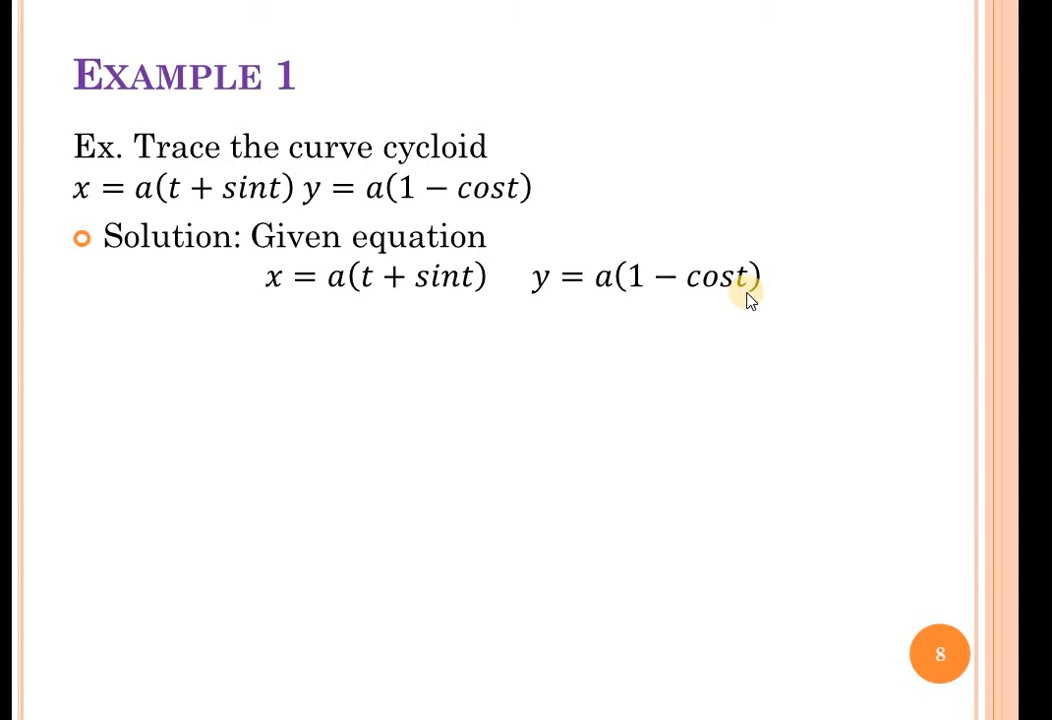 EXAMPLE 1
Ex. Trace the curve cycloid
𝑥 = 𝑎(𝑡 + 𝑠𝑖𝑛𝑡) 𝑦 = 𝑎(1 − 𝑐𝑜𝑠𝑡)
Solution: Given equation
𝑥 = 𝑎(𝑡 + 𝑠𝑖𝑛𝑡) 𝑦 = 𝑎(1 − 𝑐𝑜𝑠𝑡)
8